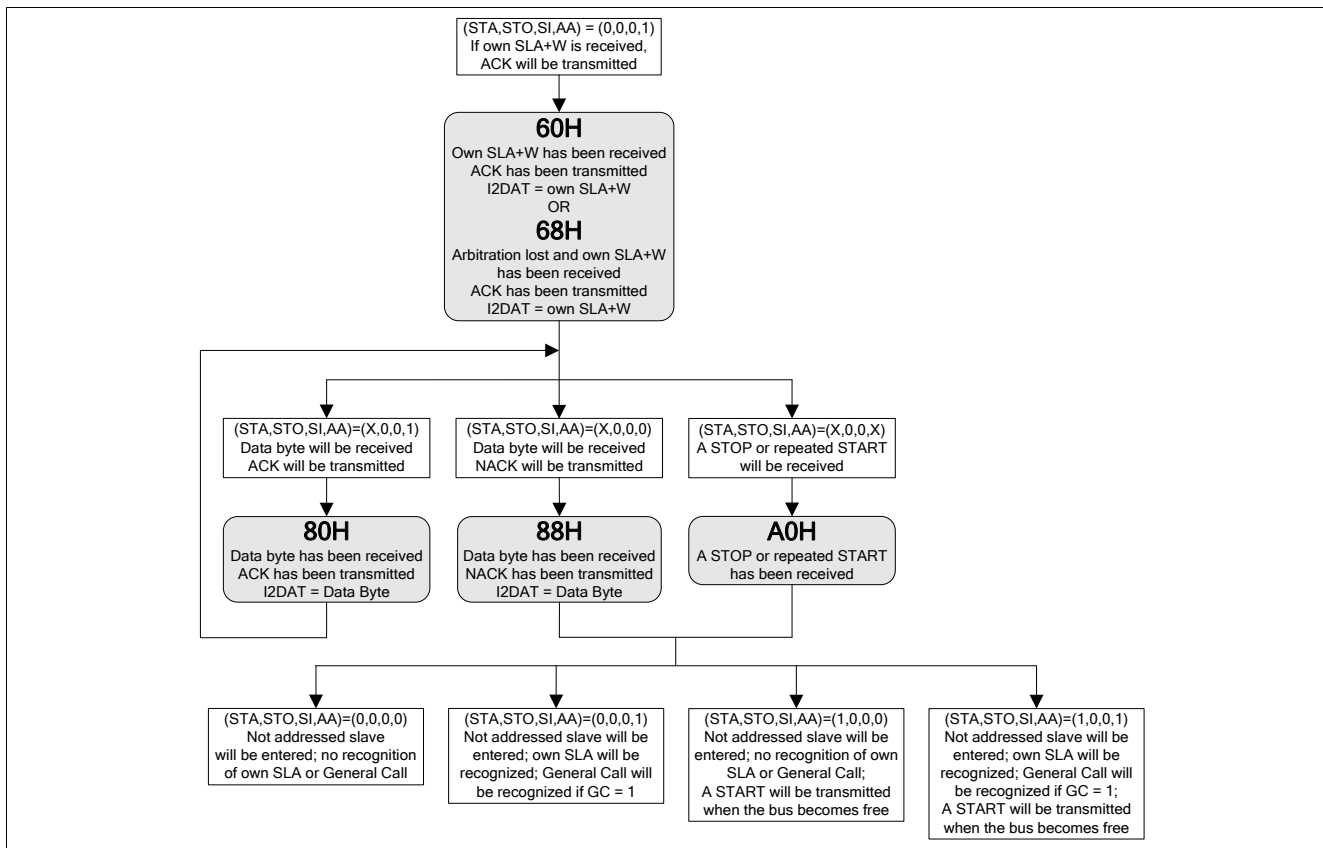 (STA,STO,SI,AA) = (0,0,0,1)
If own SLA+W is received,
ACK will be transmitted
60H
Own SLA+W has been received
ACK has been transmitted
I2DAT = own SLA+W
OR
68H
Arbitration lost and own SLA+W
has been received
ACK has been transmitted
I2DAT = own SLA+W
(STA,STO,SI,AA)=(X,0,0,1)
Data byte will be received
ACK will be transmitted
(STA,STO,SI,AA)=(X,0,0,0)
Data byte will be received
NACK will be transmitted
(STA,STO,SI,AA)=(X,0,0,X)
A STOP or repeated START
will be received
80H
Data byte has been received
ACK has been transmitted
I2DAT = Data Byte
88H
Data byte has been received
NACK has been transmitted
I2DAT = Data Byte
A0H
A STOP or repeated START
has been received
(STA,STO,SI,AA)=(0,0,0,0)
Not addressed slave
will be entered; no recognition
of own SLA or General Call
(STA,STO,SI,AA)=(0,0,0,1)
Not addressed slave will be
entered; own SLA will be
recognized; General Call will
be recognized if GC = 1
(STA,STO,SI,AA)=(1,0,0,0)
Not addressed slave will be
entered; no recognition of own
SLA or General Call;
A START will be transmitted
when the bus becomes free
(STA,STO,SI,AA)=(1,0,0,1)
Not addressed slave will be
entered; own SLA will be
recognized; General Call will
be recognized if GC = 1;
A START will be transmitted
when the bus becomes free